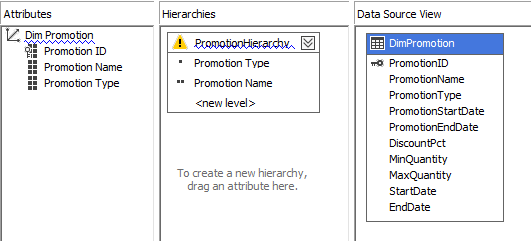 Attributes
Dim Promotion
Promotion ID
Promotion Name
Promotion Type
Hierarchies
PromotionHierarchy
Promotion Type
Promotion Name
<new level>
To create a new hierarchy,
drag an attribute here.
Data Source View
DimPromotion
PromotionID
PromotionName
PromotionType
PromotionStartDate
PromotionEndDate
DiscountPct
MinQuantity
MaxQuantity
StartDate
EndDate